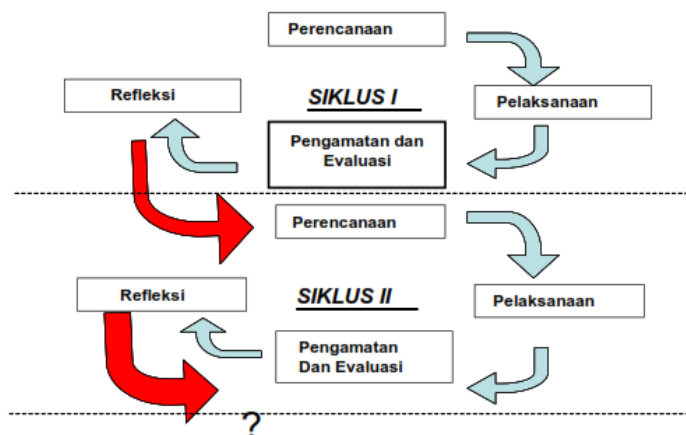 Perencanaan
Refleksi
SIKLUS I
Pelaksanaan
Pengamatan dan
Evaluasi
Perencanaan
Refleksi
SIKLUS II
Pelaksanaan
Pengamatan
Dan Evaluasi
?